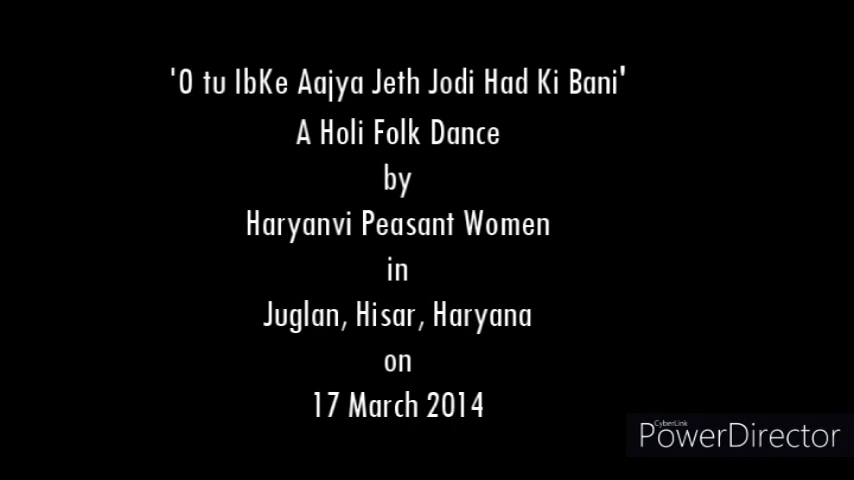 'O tu IbKe Aajya Jeth Jodi Had Ki Bani'
A Holi Folk Dance
by
Haryanvi Peasant Women
in
Juglan, Hisar, Haryana
on
17 March 2014
CyberLink
PowerDirector